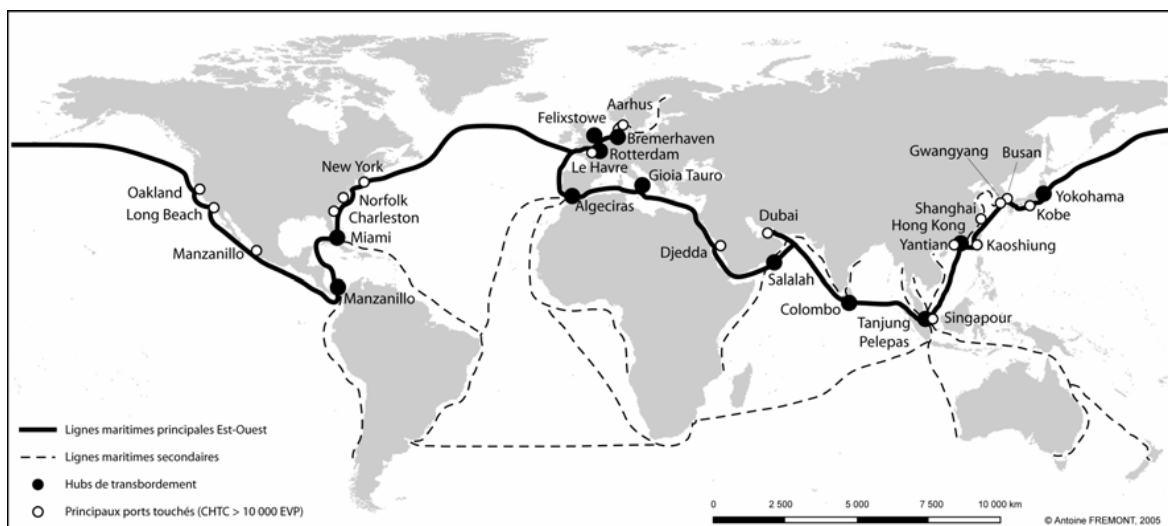 Aarhus
Felixstowe
Bremerhaven
Rotterdam
Le Havre
Gioia Tauro
Algeciras
New York
Norfolk
Charleston
Miami
Oakland
Long Beach
Manzanillo
Manzanillo
Djedda
Dubai
Salalah
Colombo
Tanjung
Pelepas
Singapour
Gwangyang
Busan
Yokohama
Kobe
Shanghai
Hong Kong
Yantian
Kaoshiung
Lignes maritimes principales Est-Ouest
Lignes maritimes secondaires
Hubs de transbordement
Principaux ports touchés (CHTC > 10 000 EVP)
0 2 500 5 000 7 500 10 000 km
© Antoine FREMONT, 2005